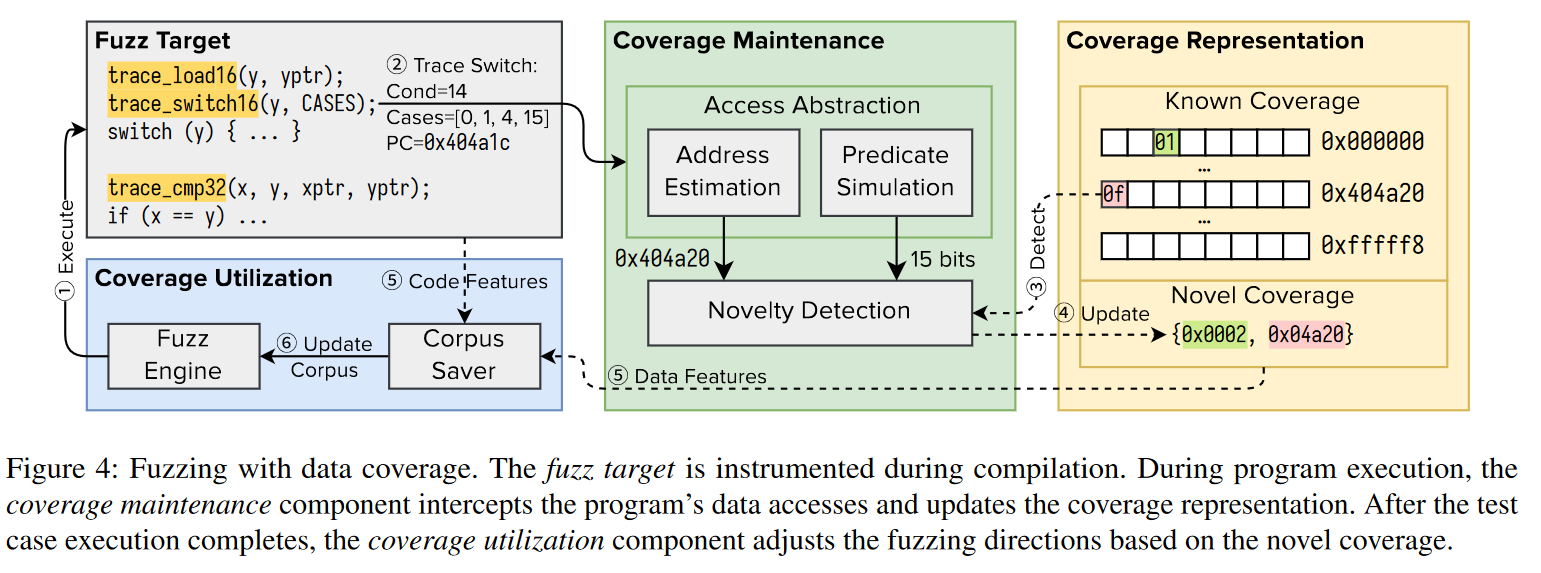 Fuzz Target
trace_load16(y, yptr);
trace_switch16(y, CASES);
switch (y) { ... }
trace_cmp32(x, y, xptr, yptr);
if (x == y) ...
② Trace Switch:
Cond=14
Cases=[0, 1, 4, 15]
PC=0x404a1c
① Execute
Coverage Utilization
⑤ Code Features
Fuzz
Engine
⑥ Update
Corpus
Corpus
Saver
Coverage Maintenance
Access Abstraction
Address
Estimation
Predicate
Simulation
0x404a20
15 bits
Novelty Detection
③ Detect
④ Update
⑤ Data Features
Coverage Representation
Known Coverage
01
0x000000
...
0f
0x404a20
...
0xfffff8
Novel Coverage
{0x0002, 0x04a20}
Figure 4: Fuzzing with data coverage. The fuzz target is instrumented during compilation. During program execution, the
coverage maintenance component intercepts the program's data accesses and updates the coverage representation. After the test
case execution completes, the coverage utilization component adjusts the fuzzing directions based on the novel coverage.